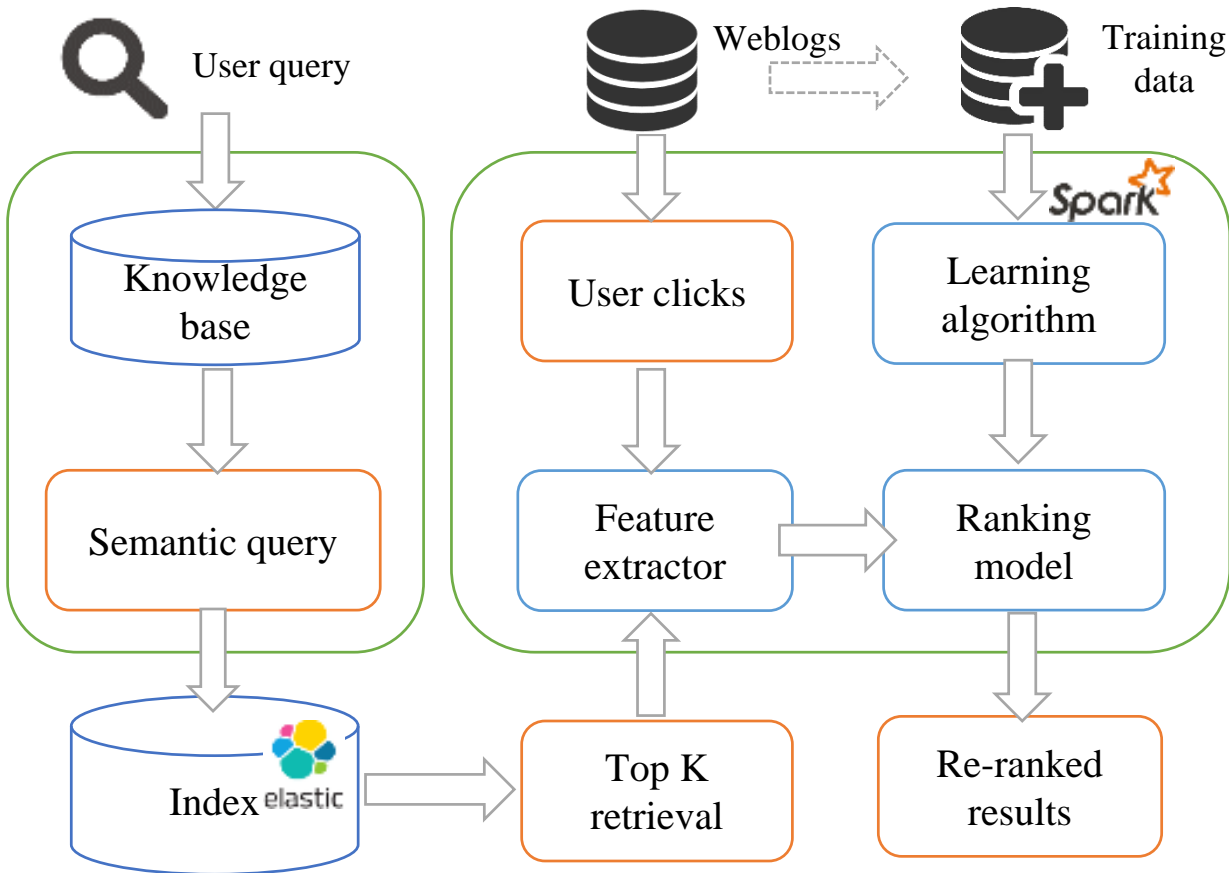 User query
Weblogs
Training
data
Spark
Knowledge
base
User clicks
Learning
algorithm
Semantic query
Feature
extractor
Ranking
model
Index
elastic
Top K
retrieval
Re-ranked
results